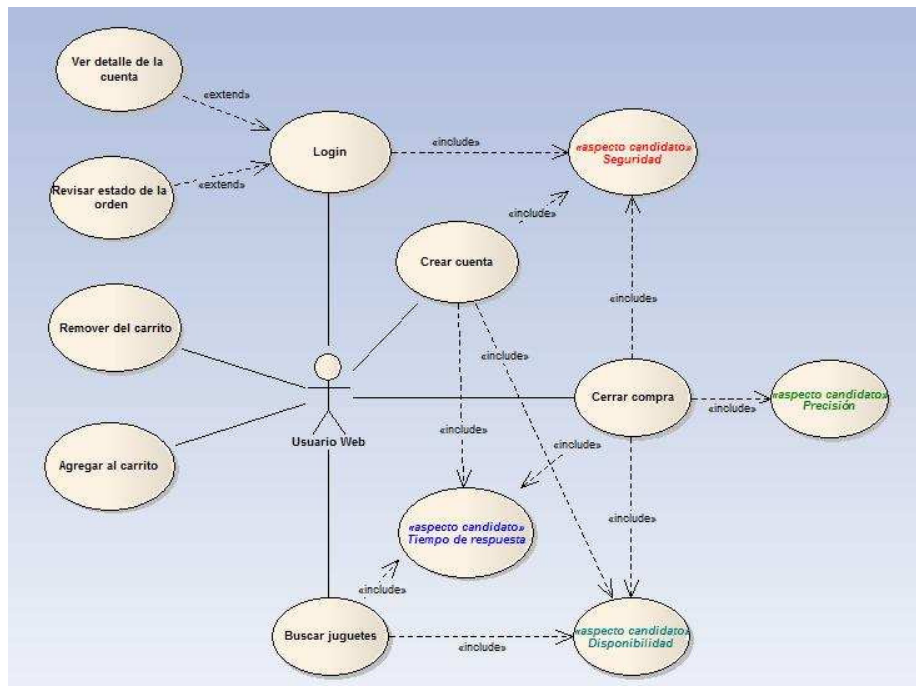 Ver detalle de la
cuenta
«extend»
Login
«include»
«aspecto candidato»
Seguridad
Revisar estado de la
orden
«extend»
«include»
Crear cuenta
Remover del carrito
«include»
«include»
Cerrar compra
«aspecto candidato»
Precisión
«include»
Usuario Web
«include»
«include»
Agregar al carrito
«aspecto candidato»
Tiempo de respuesta
«include»
«include»
Buscar juguetes
«include»
«aspecto candidato»
Disponibilidad